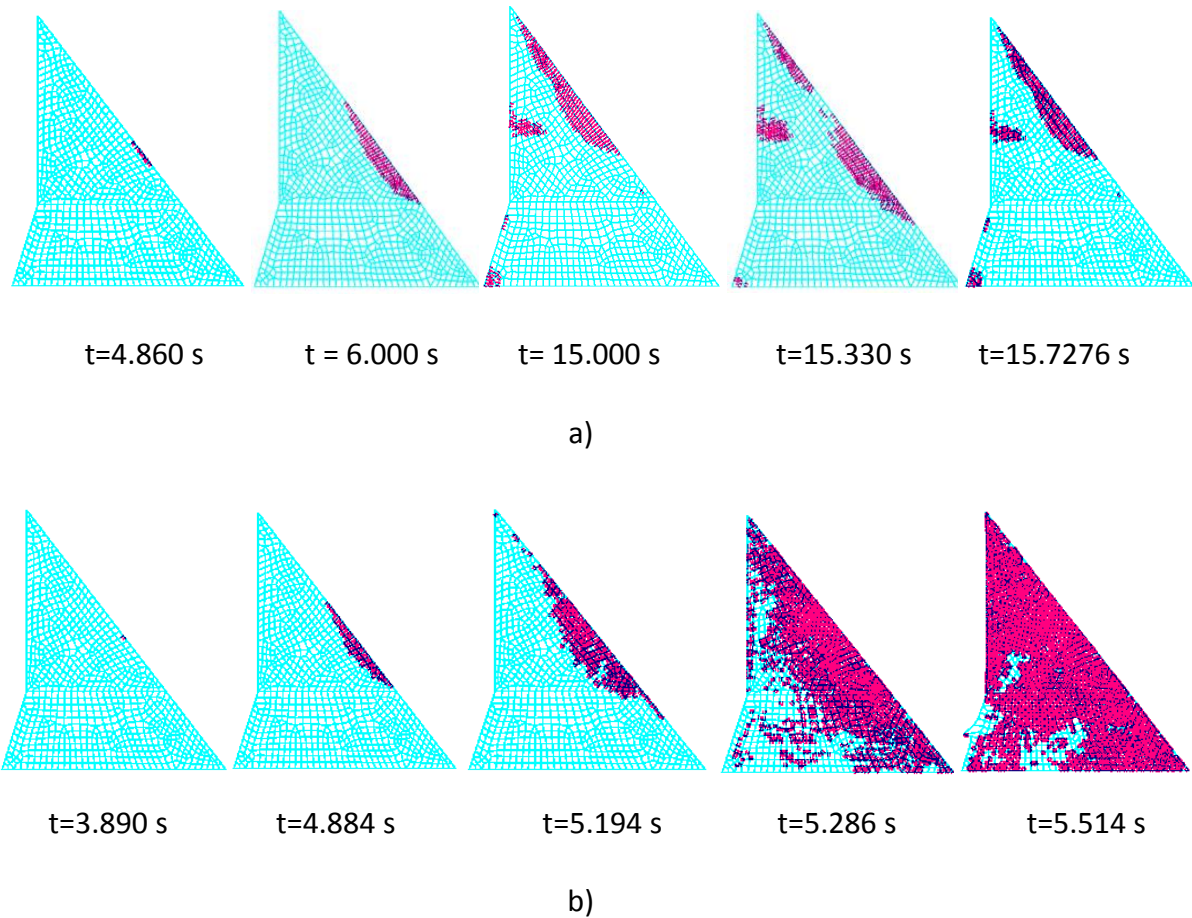 t=4.860 s t = 6.000 s t= 15.000 s t=15.330 s t=15.7276 s
a)
t=3.890 s t=4.884 s t=5.194 s t=5.286 s t=5.514 s
b)